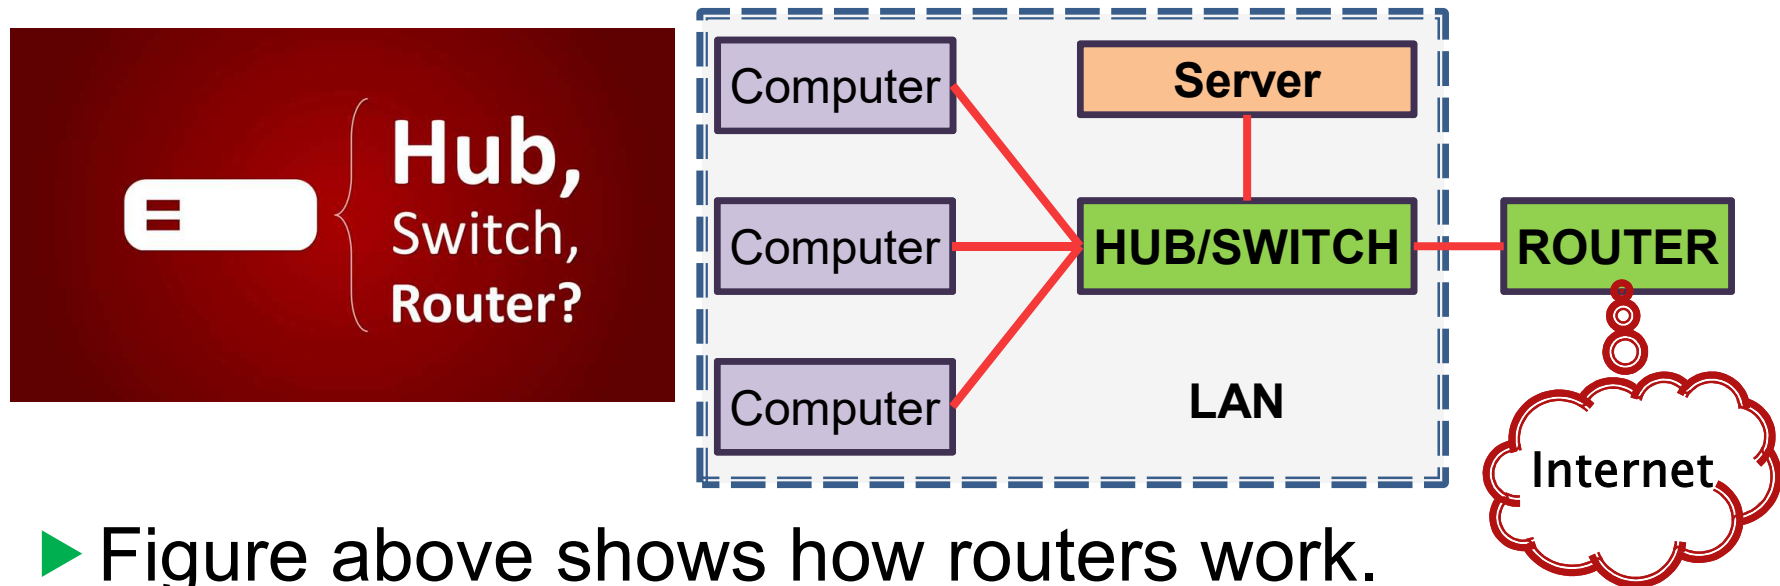 Hub,
Switch,
Router?
Computer
Server
Computer
HUB/SWITCH
ROUTER
Computer
LAN
Internet
Figure above shows how routers work.